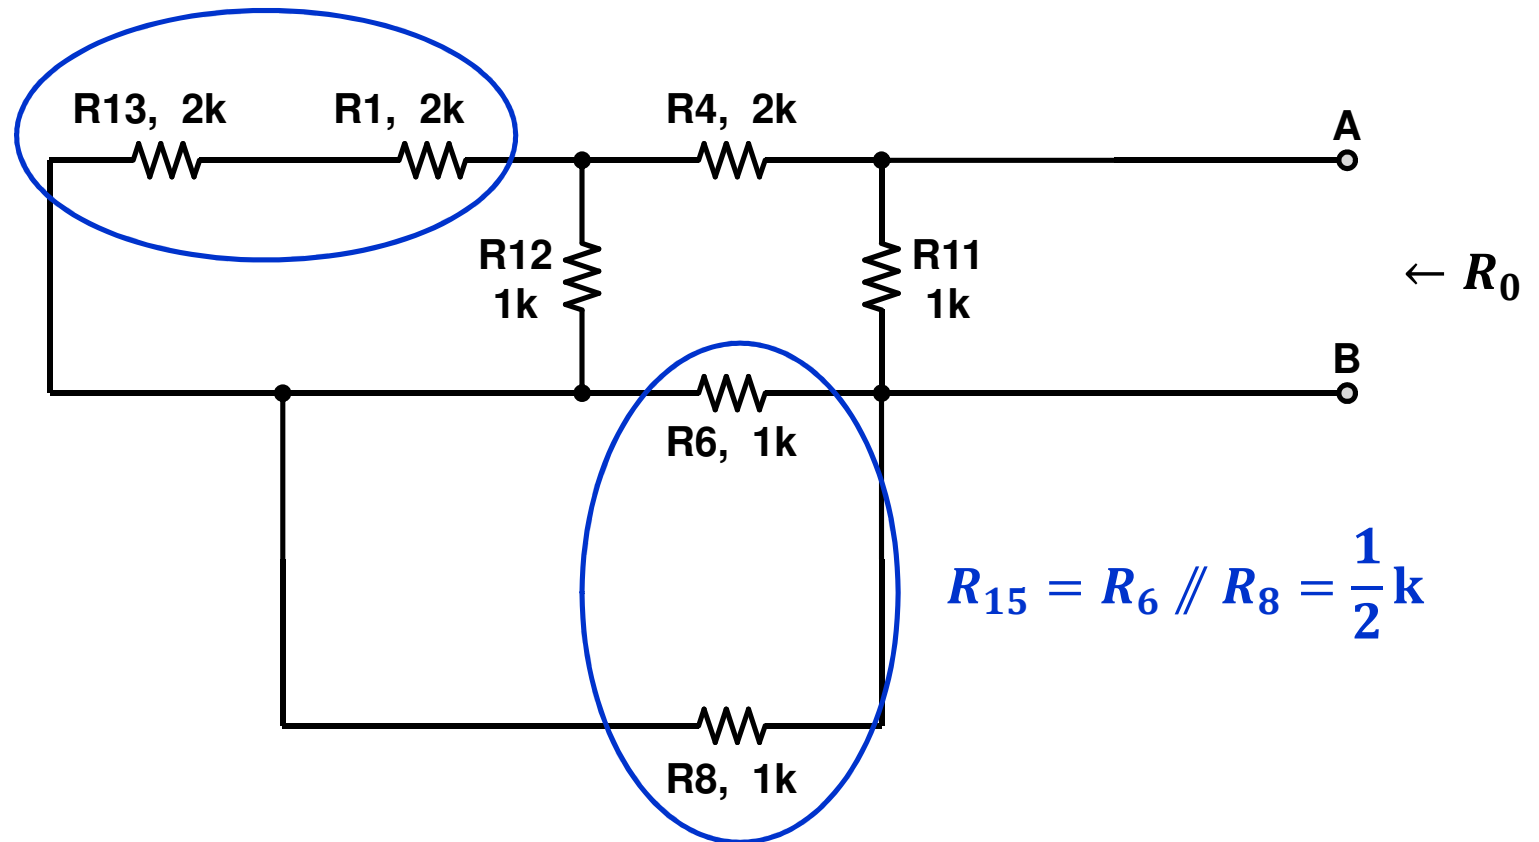 R13, 2k
R1, 2k
R4, 2k
A
R12
1k
R11
1k
← R₀
B
R6, 1k
R₁₅ = R₆ ⫽ R₈ = 1/2 k
R8, 1k